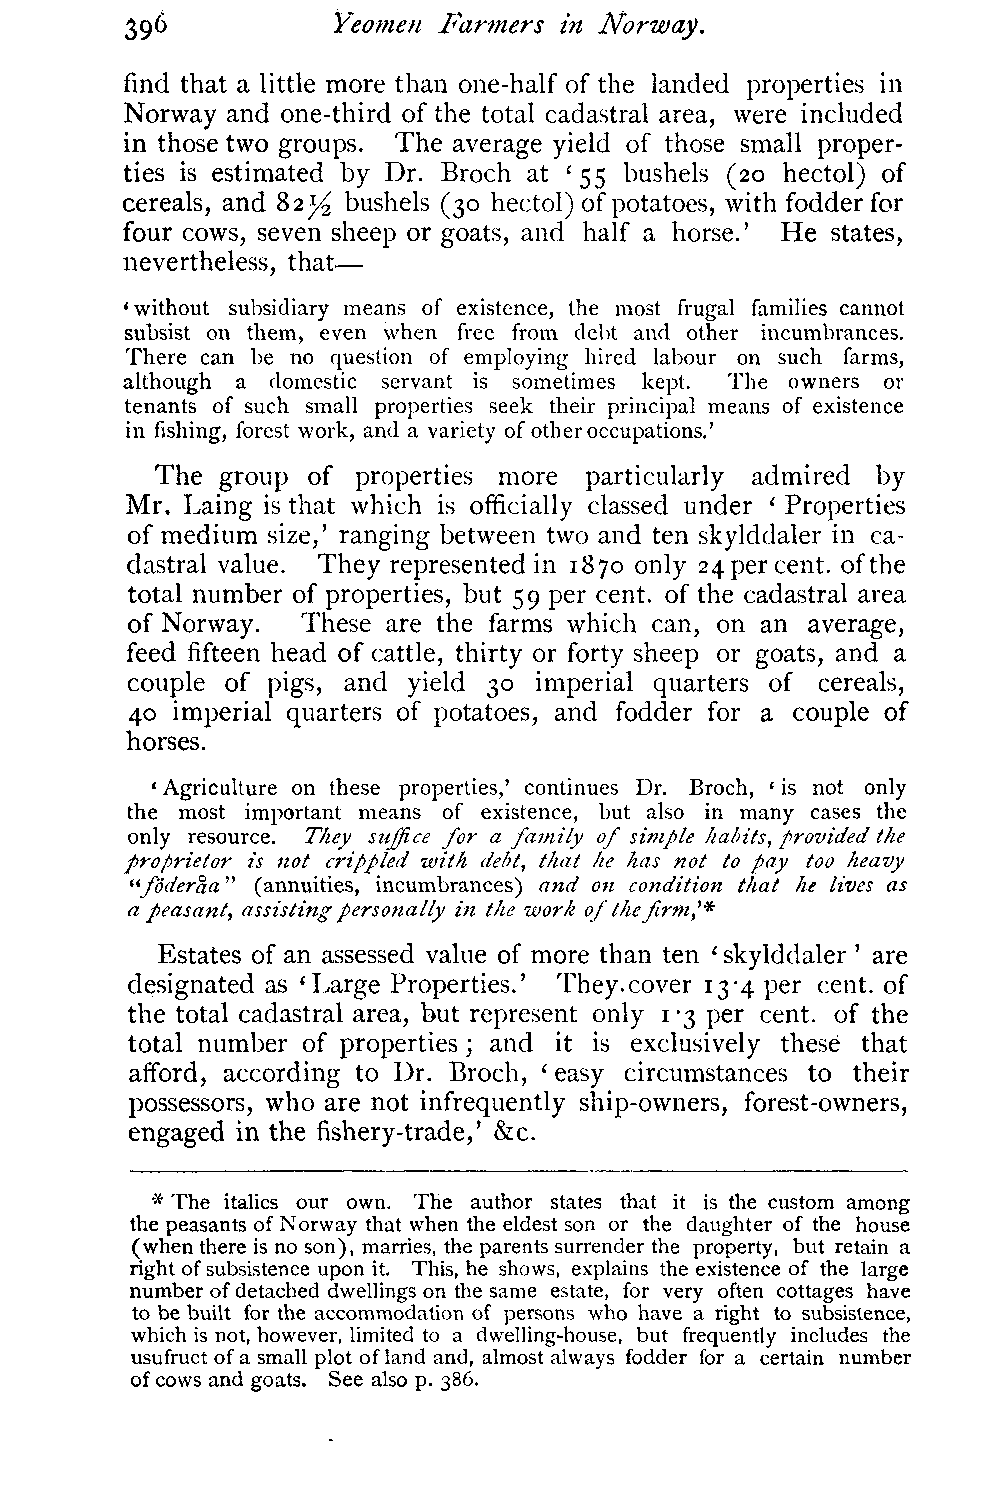 396 Yeomen Farmers in Norway.
find that a little more than one-half of the landed properties in
Norway and one-third of the total cadastral area, were included
in those two groups. The average yield of those small proper-
ties is estimated by Dr. Broch at ‘ 55 bushels (20 hectol) of
cereals, and 82½ bushels (30 hectol) of potatoes, with fodder for
four cows, seven sheep or goats, and half a horse.’ He states,
nevertheless, that—
‘ without subsidiary means of existence, the most frugal families cannot
subsist on them, even when free from debt and other incumbrances.
There can be no question of employing hired labour on such farms,
although a domestic servant is sometimes kept. The owners or
tenants of such small properties seek their principal means of existence
in fishing, forest work, and a variety of other occupations.’
The group of properties more particularly admired by
Mr. Laing is that which is officially classed under ‘ Properties
of medium size,’ ranging between two and ten skylddaler in ca-
dastral value. They represented in 1870 only 24 per cent. of the
total number of properties, but 59 per cent. of the cadastral area
of Norway. These are the farms which can, on an average,
feed fifteen head of cattle, thirty or forty sheep or goats, and a
couple of pigs, and yield 30 imperial quarters of cereals,
40 imperial quarters of potatoes, and fodder for a couple of
horses.
‘ Agriculture on these properties,’ continues Dr. Broch, ‘ is not only
the most important means of existence, but also in many cases the
only resource. They suffice for a family of simple habits, provided the
proprietor is not crippled with debt, that he has not to pay too heavy
“föderåa” (annuities, incumbrances) and on condition that he lives as
a peasant, assisting personally in the work of the firm,’*
Estates of an assessed value of more than ten ‘ skylddaler ’ are
designated as ‘ Large Properties.’ They. cover 13·4 per cent. of
the total cadastral area, but represent only 1·3 per cent. of the
total number of properties ; and it is exclusively these that
afford, according to Dr. Broch, ‘ easy circumstances to their
possessors, who are not infrequently ship-owners, forest-owners,
engaged in the fishery-trade,’ &c.
* The italics our own. The author states that it is the custom among
the peasants of Norway that when the eldest son or the daughter of the house
(when there is no son), marries, the parents surrender the property, but retain a
right of subsistence upon it. This, he shows, explains the existence of the large
number of detached dwellings on the same estate, for very often cottages have
to be built for the accommodation of persons who have a right to subsistence,
which is not, however, limited to a dwelling-house, but frequently includes the
usufruct of a small plot of land and, almost always fodder for a certain number
of cows and goats. See also p. 386.